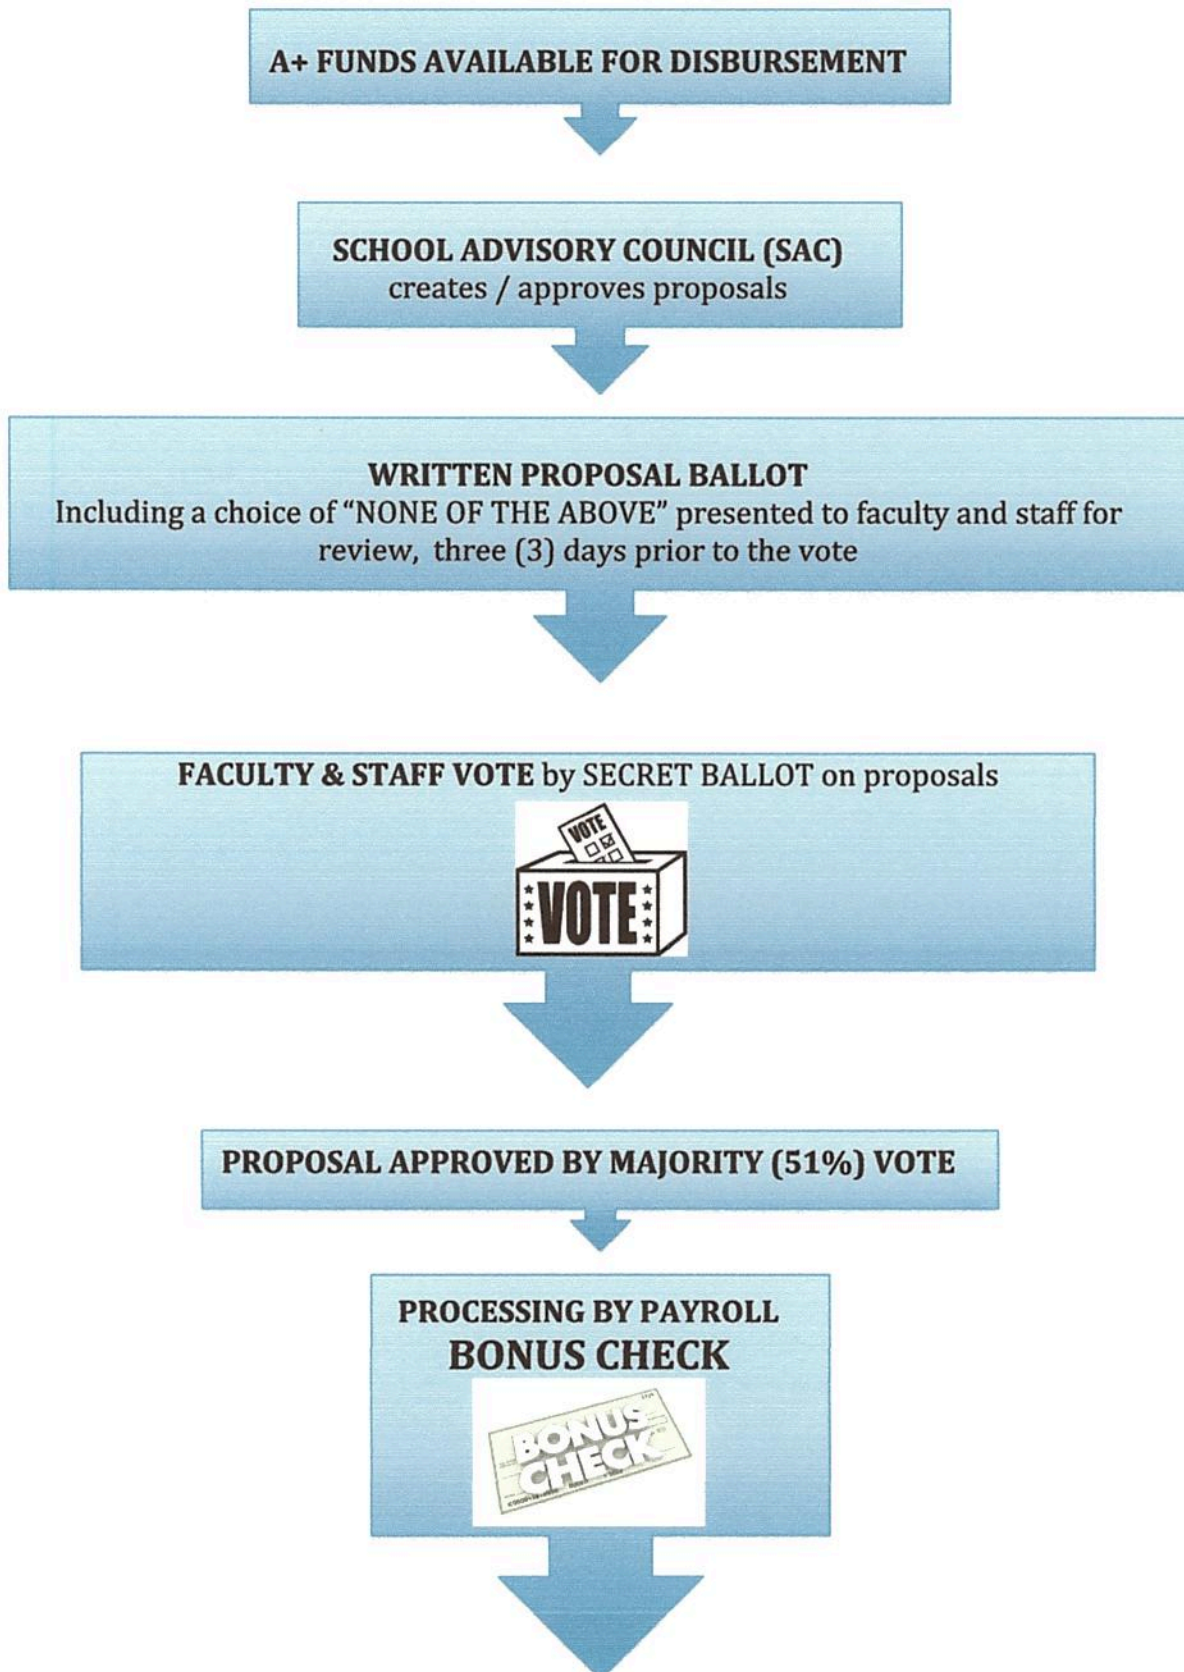 A+ FUNDS AVAILABLE FOR DISBURSEMENT
SCHOOL ADVISORY COUNCIL (SAC)
creates / approves proposals
WRITTEN PROPOSAL BALLOT
Including a choice of “NONE OF THE ABOVE” presented to faculty and staff for
review, three (3) days prior to the vote
FACULTY & STAFF VOTE by SECRET BALLOT on proposals
VOTE
VOTE
PROPOSAL APPROVED BY MAJORITY (51%) VOTE
PROCESSING BY PAYROLL
BONUS CHECK
BONUS
CHECK